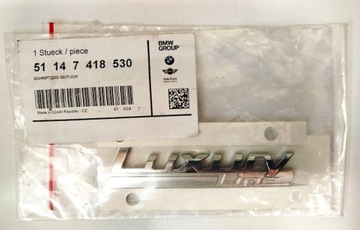 1 Stueck / piece
BMW
GROUP
51 14 7 418 530
SCHRIFTZUG SEITLICH
Made in Czech Republic - CZ
Luxury
Line